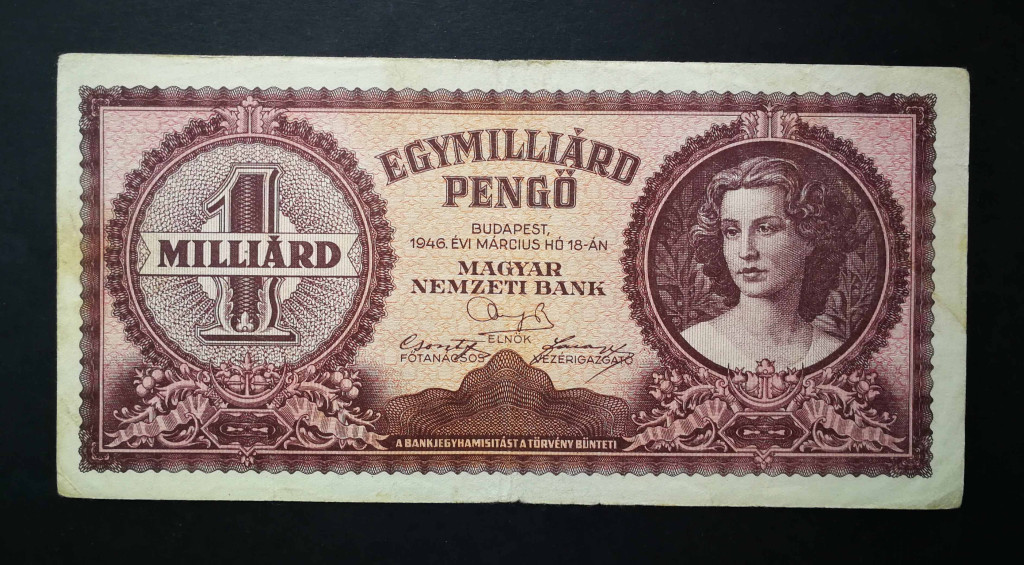 1
MILLIÁRD
EGYMILLIÁRD
PENGŐ
BUDAPEST,
1946. ÉVI MÁRCIUS HÓ 18-ÁN
MAGYAR
NEMZETI BANK
ELNÖK
FŐTANÁCSOS VEZÉRIGAZGATÓ
A BANKJEGYHAMISITÁST A TÖRVÉNY BÜNTETI